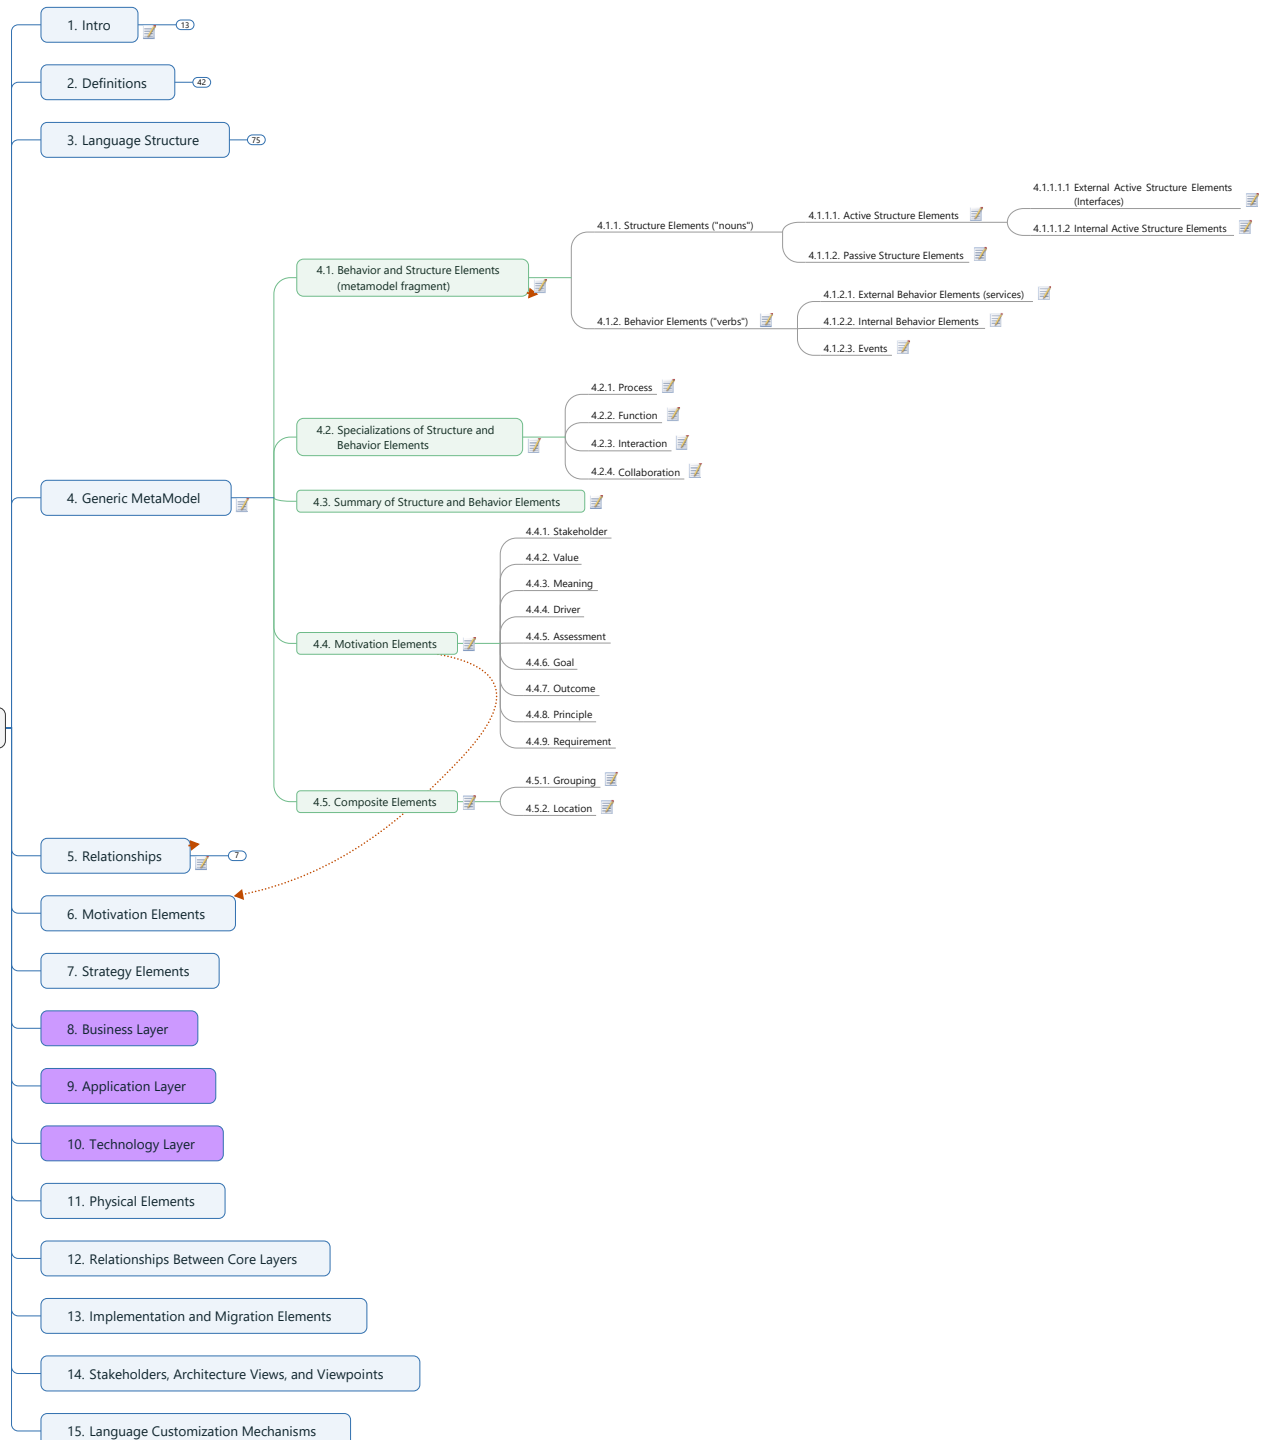 1. Intro
13
2. Definitions
42
3. Language Structure
75
4. Generic MetaModel
4.1. Behavior and Structure Elements
(metamodel fragment)
4.1.1. Structure Elements ("nouns")
4.1.1.1. Active Structure Elements
4.1.1.1.1 External Active Structure Elements
(Interfaces)
4.1.1.1.2 Internal Active Structure Elements
4.1.1.2. Passive Structure Elements
4.1.2. Behavior Elements ("verbs")
4.1.2.1. External Behavior Elements (services)
4.1.2.2. Internal Behavior Elements
4.1.2.3. Events
4.2. Specializations of Structure and
Behavior Elements
4.2.1. Process
4.2.2. Function
4.2.3. Interaction
4.2.4. Collaboration
4.3. Summary of Structure and Behavior Elements
4.4. Motivation Elements
4.4.1. Stakeholder
4.4.2. Value
4.4.3. Meaning
4.4.4. Driver
4.4.5. Assessment
4.4.6. Goal
4.4.7. Outcome
4.4.8. Principle
4.4.9. Requirement
4.5. Composite Elements
4.5.1. Grouping
4.5.2. Location
5. Relationships
7
6. Motivation Elements
7. Strategy Elements
8. Business Layer
9. Application Layer
10. Technology Layer
11. Physical Elements
12. Relationships Between Core Layers
13. Implementation and Migration Elements
14. Stakeholders, Architecture Views, and Viewpoints
15. Language Customization Mechanisms